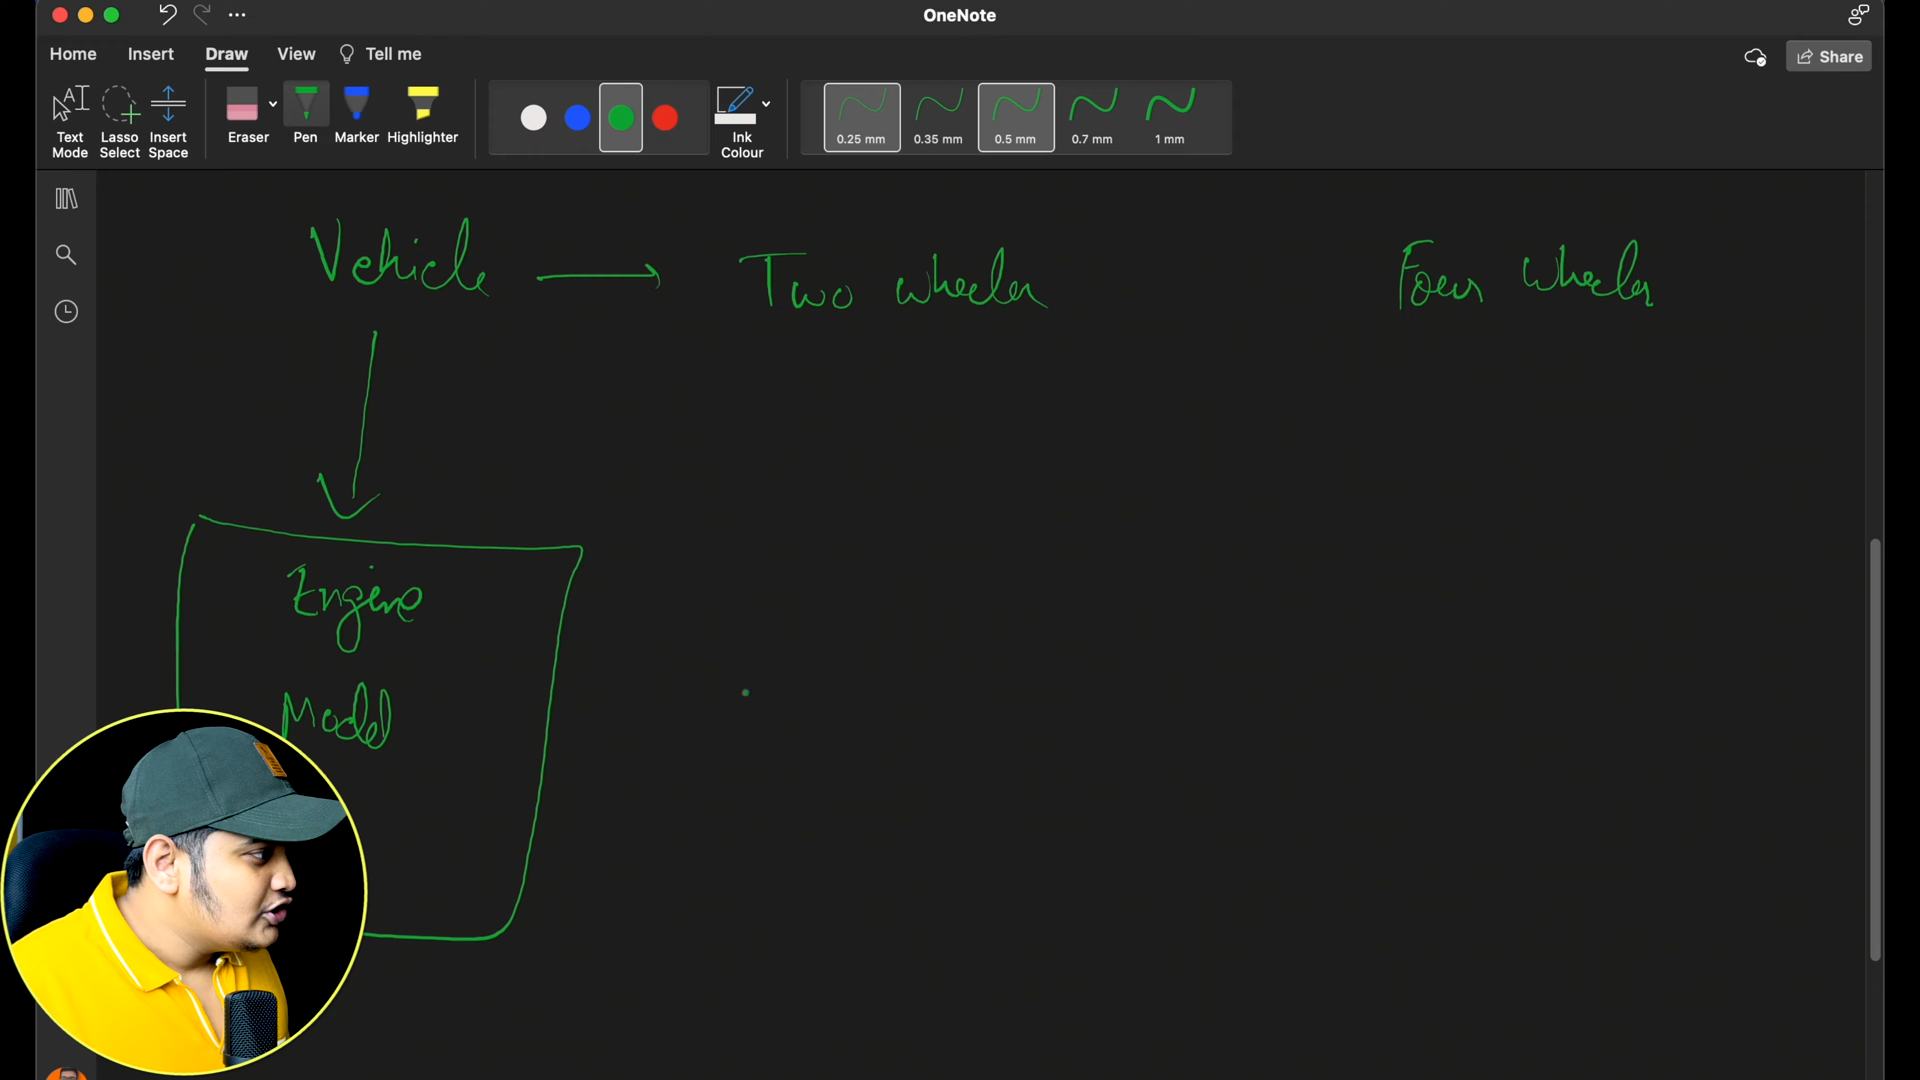 OneNote
Home Insert Draw View Tell me
Share
Text Mode
Lasso Select
Insert Space
Eraser
Pen
Marker
Highlighter
Ink Colour
0.25 mm
0.35 mm
0.5 mm
0.7 mm
1 mm
Vehicle → Two wheeler Four wheeler
Engine
Model